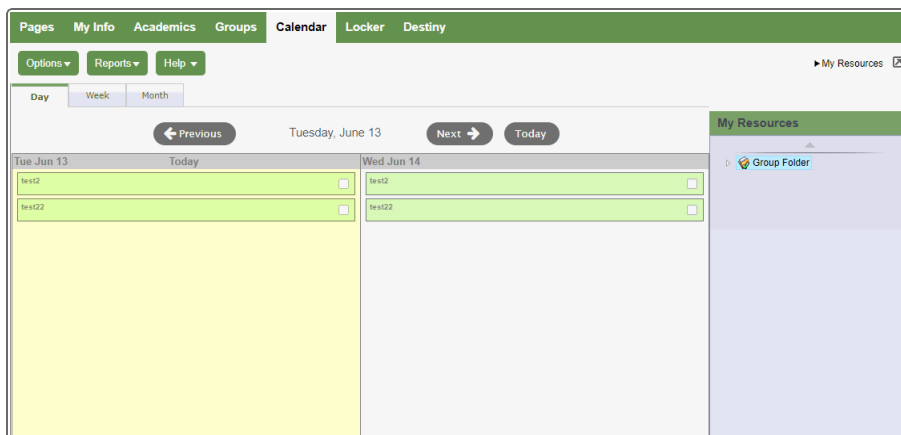 Pages My Info Academics Groups Calendar Locker Destiny
Options Reports Help My Resources
Day Week Month
Previous Tuesday, June 13 Next Today My Resources
Tue Jun 13 Today Wed Jun 14
Group Folder
test2 test2
test22 test22